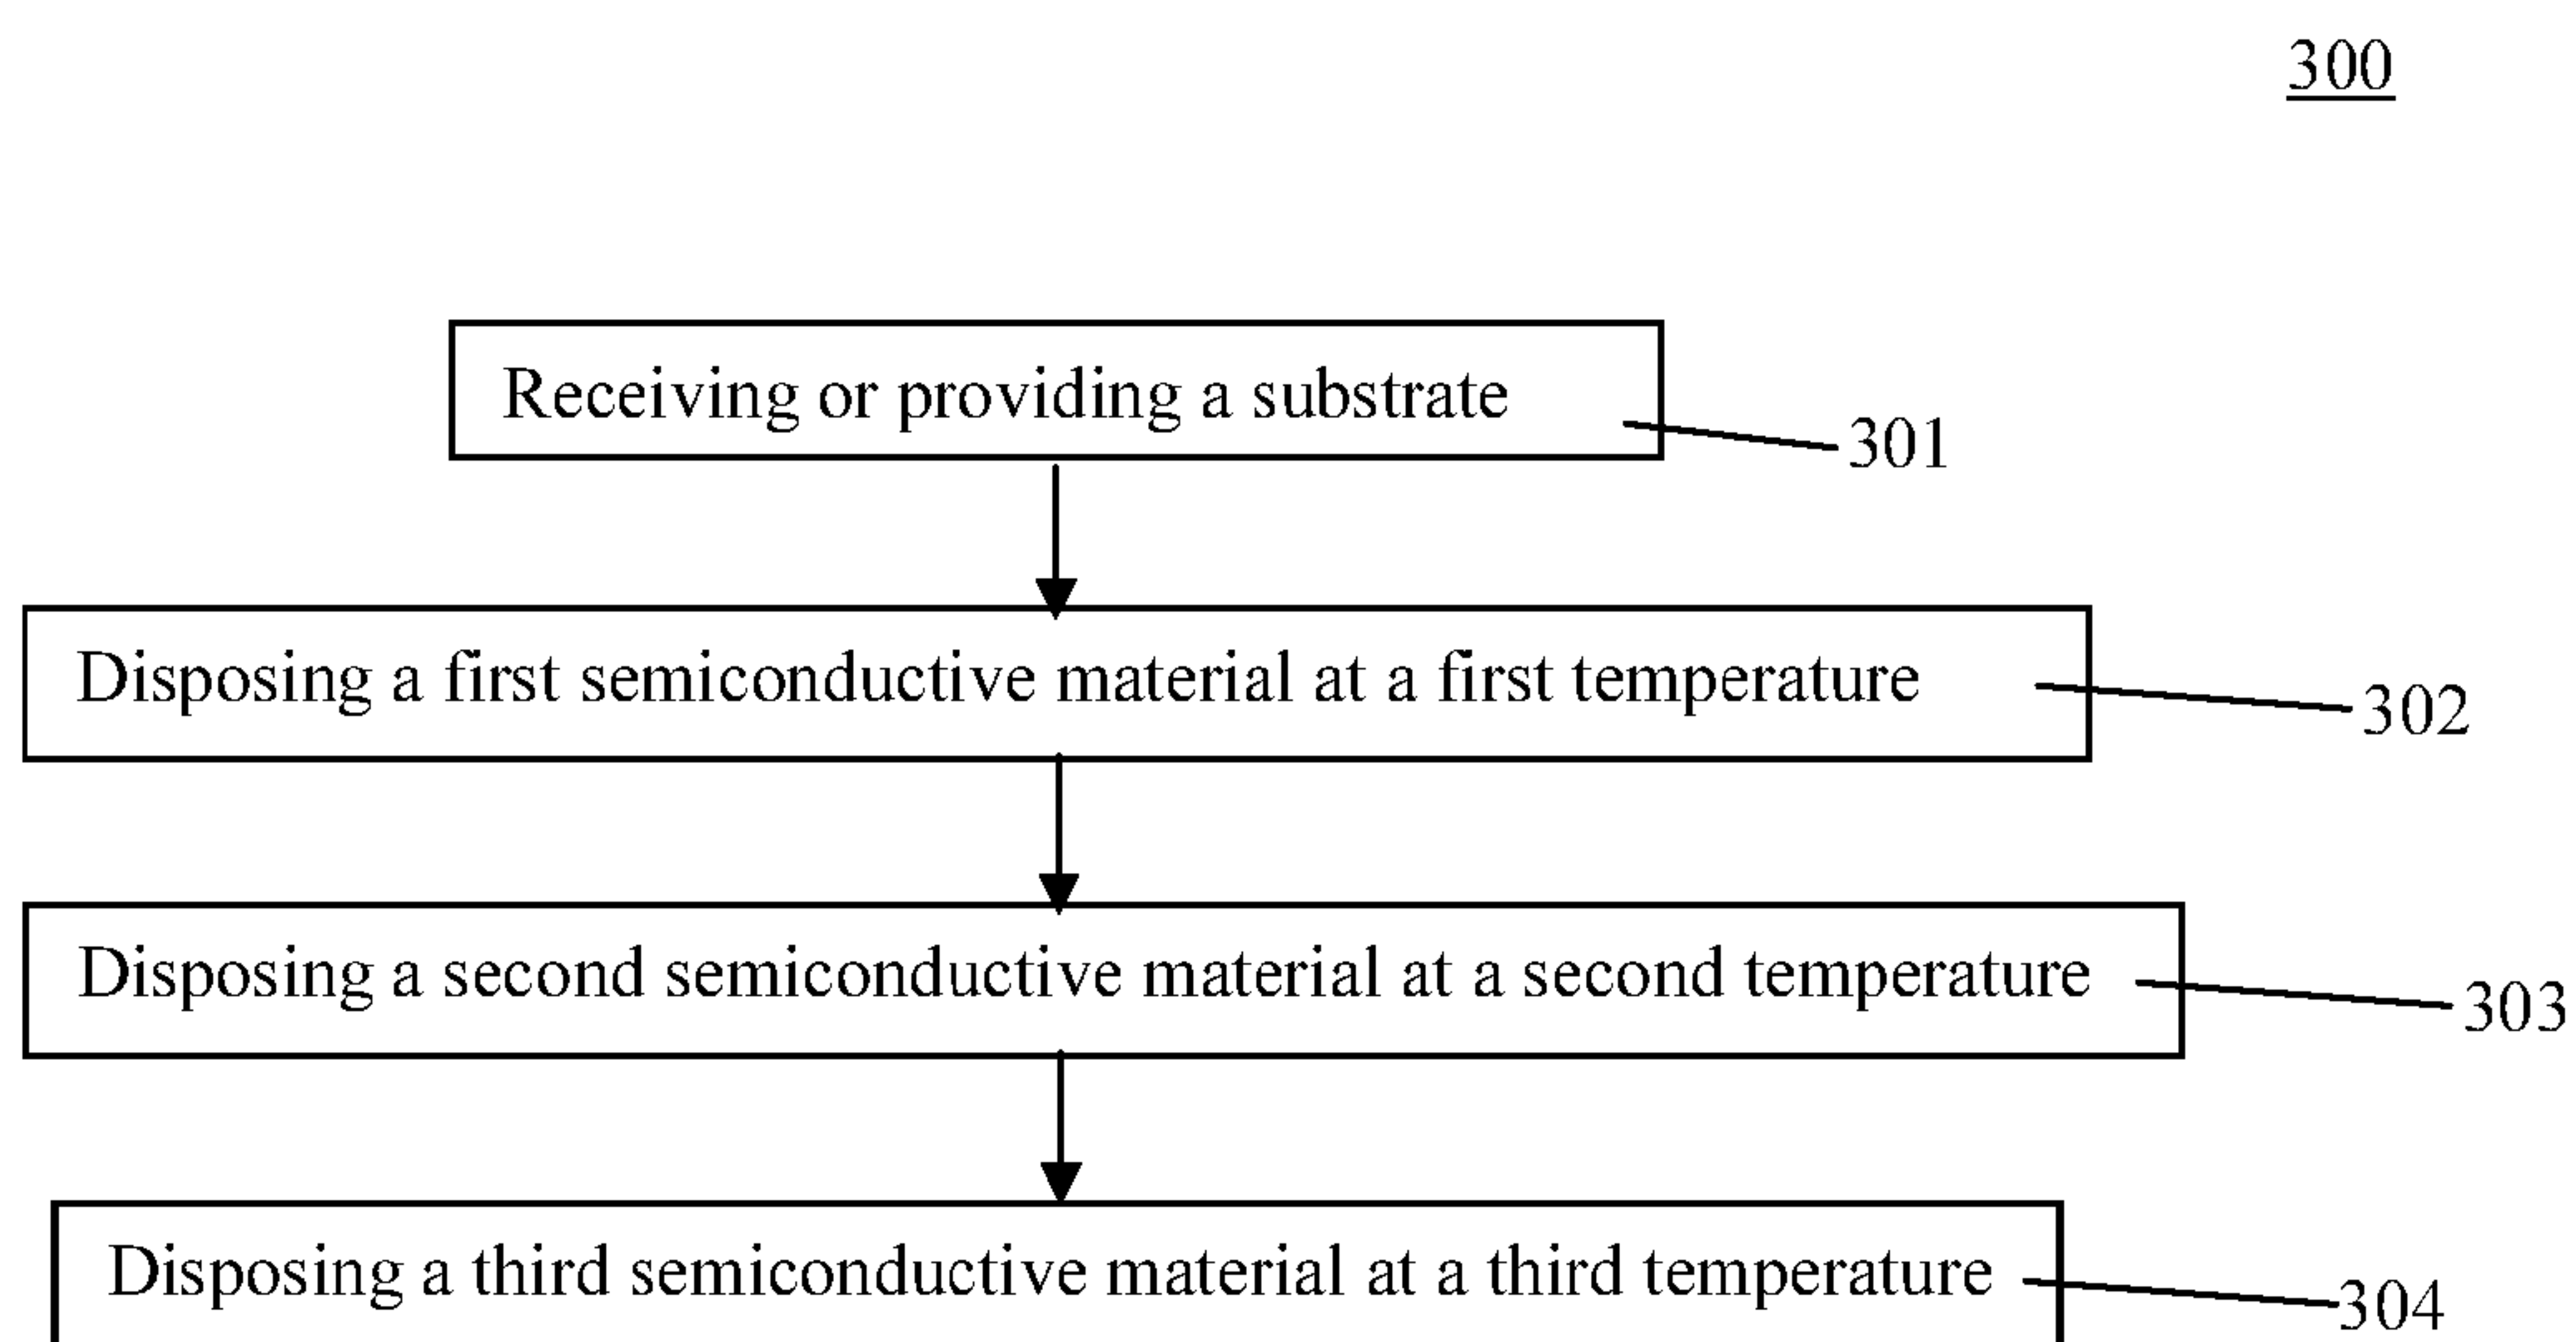 300
Receiving or providing a substrate
301
Disposing a first semiconductive material at a first temperature
302
Disposing a second semiconductive material at a second temperature
303
Disposing a third semiconductive material at a third temperature
304